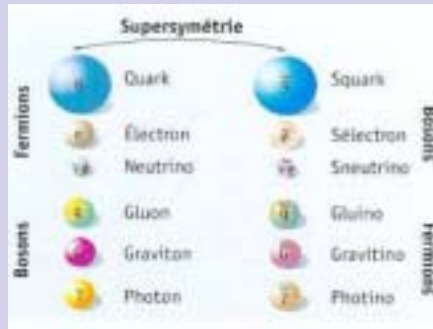 Supersymétrie
Fermions
Quark
Squark
Électron
Sélectron
Neutrino
Sneutrino
Bosons
Bosons
Gluon
Gluino
Graviton
Gravitino
Photon
Photino
Fermions